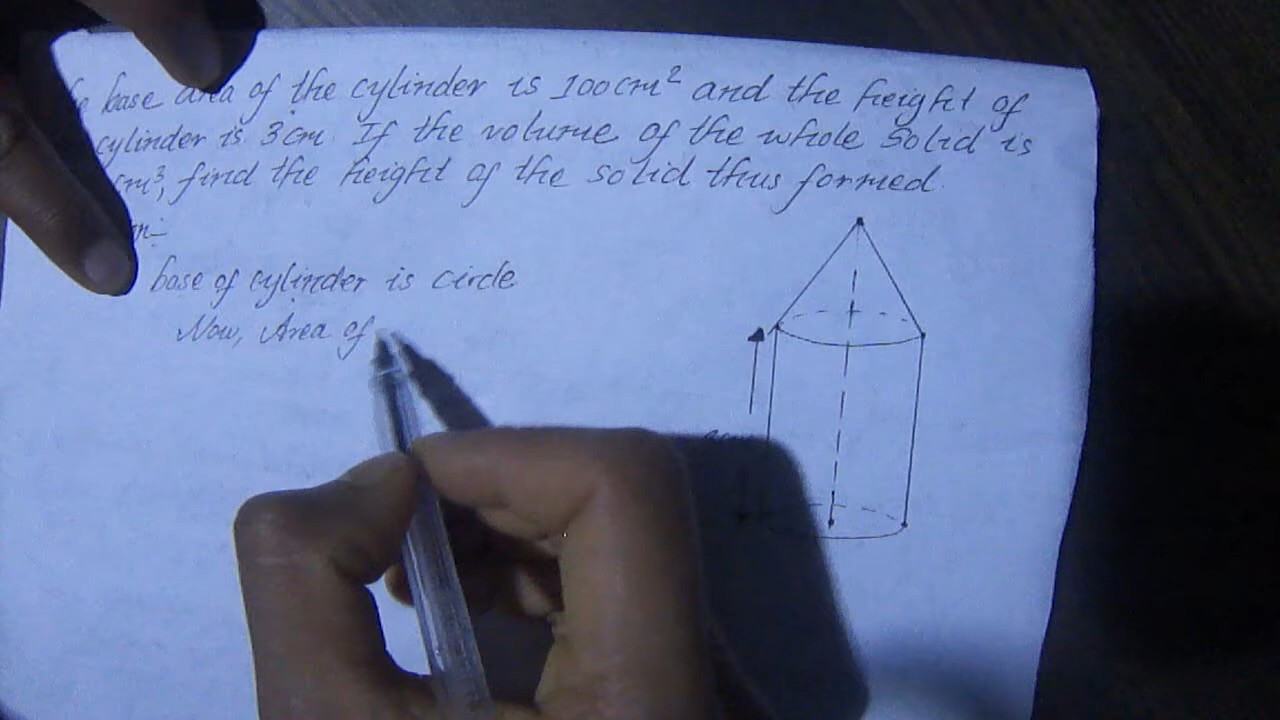 base area of the cylinder is 100cm² and the height of
cylinder is 3cm. If the volume of the whole solid is
cm³, find the height of the solid thus formed.
base of cylinder is circle
Now, Area of